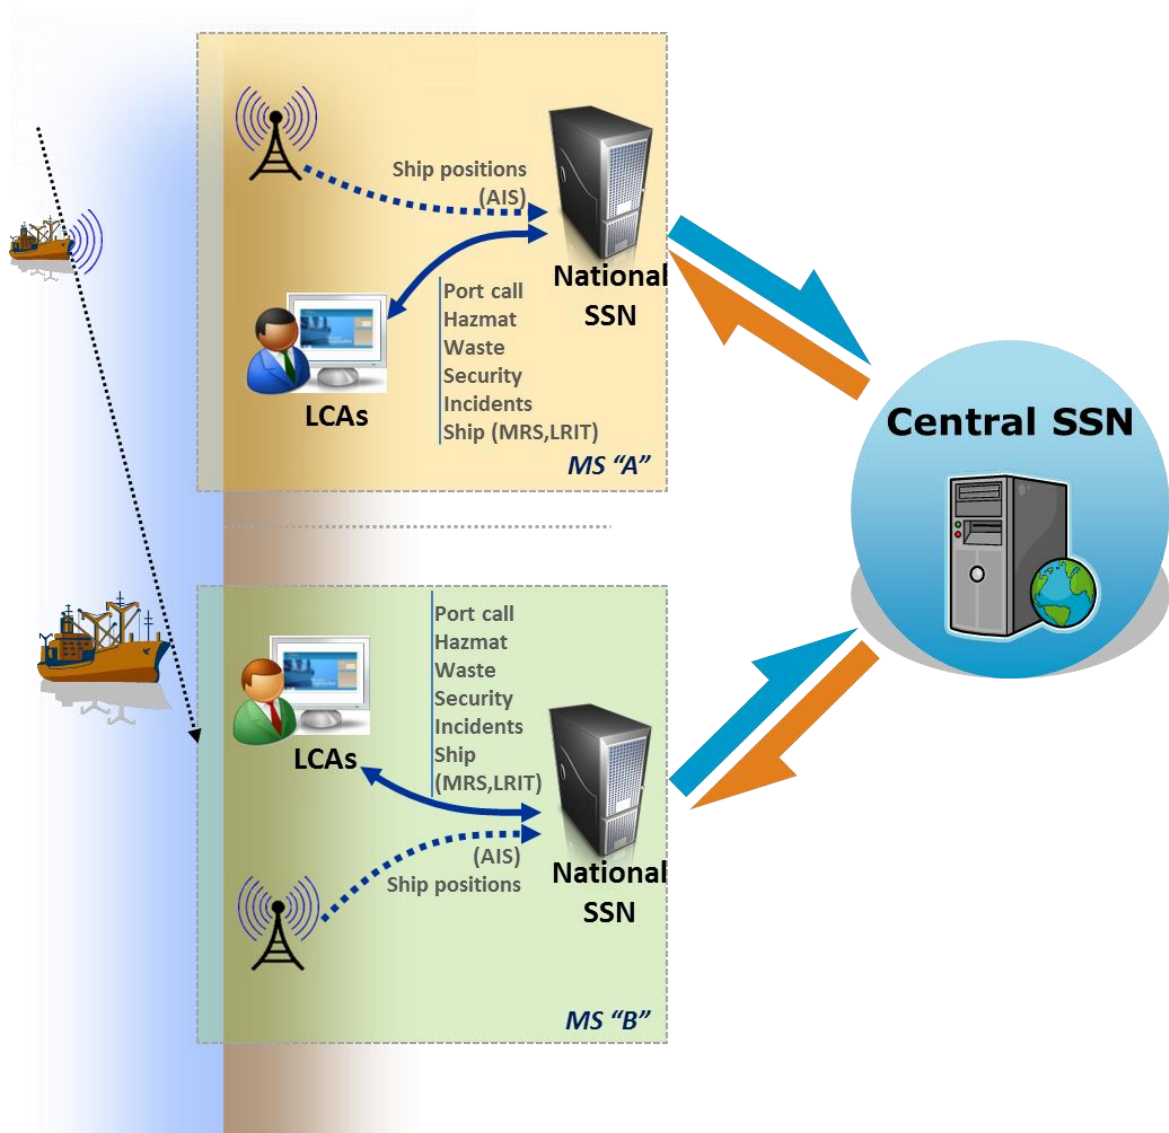 Ship positions
(AIS)
National
SSN
Port call
Hazmat
Waste
Security
Incidents
Ship (MRS,LRIT)
LCAs
MS “A”
Central SSN
Port call
Hazmat
Waste
Security
Incidents
Ship
(MRS,LRIT)
LCAs
(AIS)
Ship positions
National
SSN
MS “B”